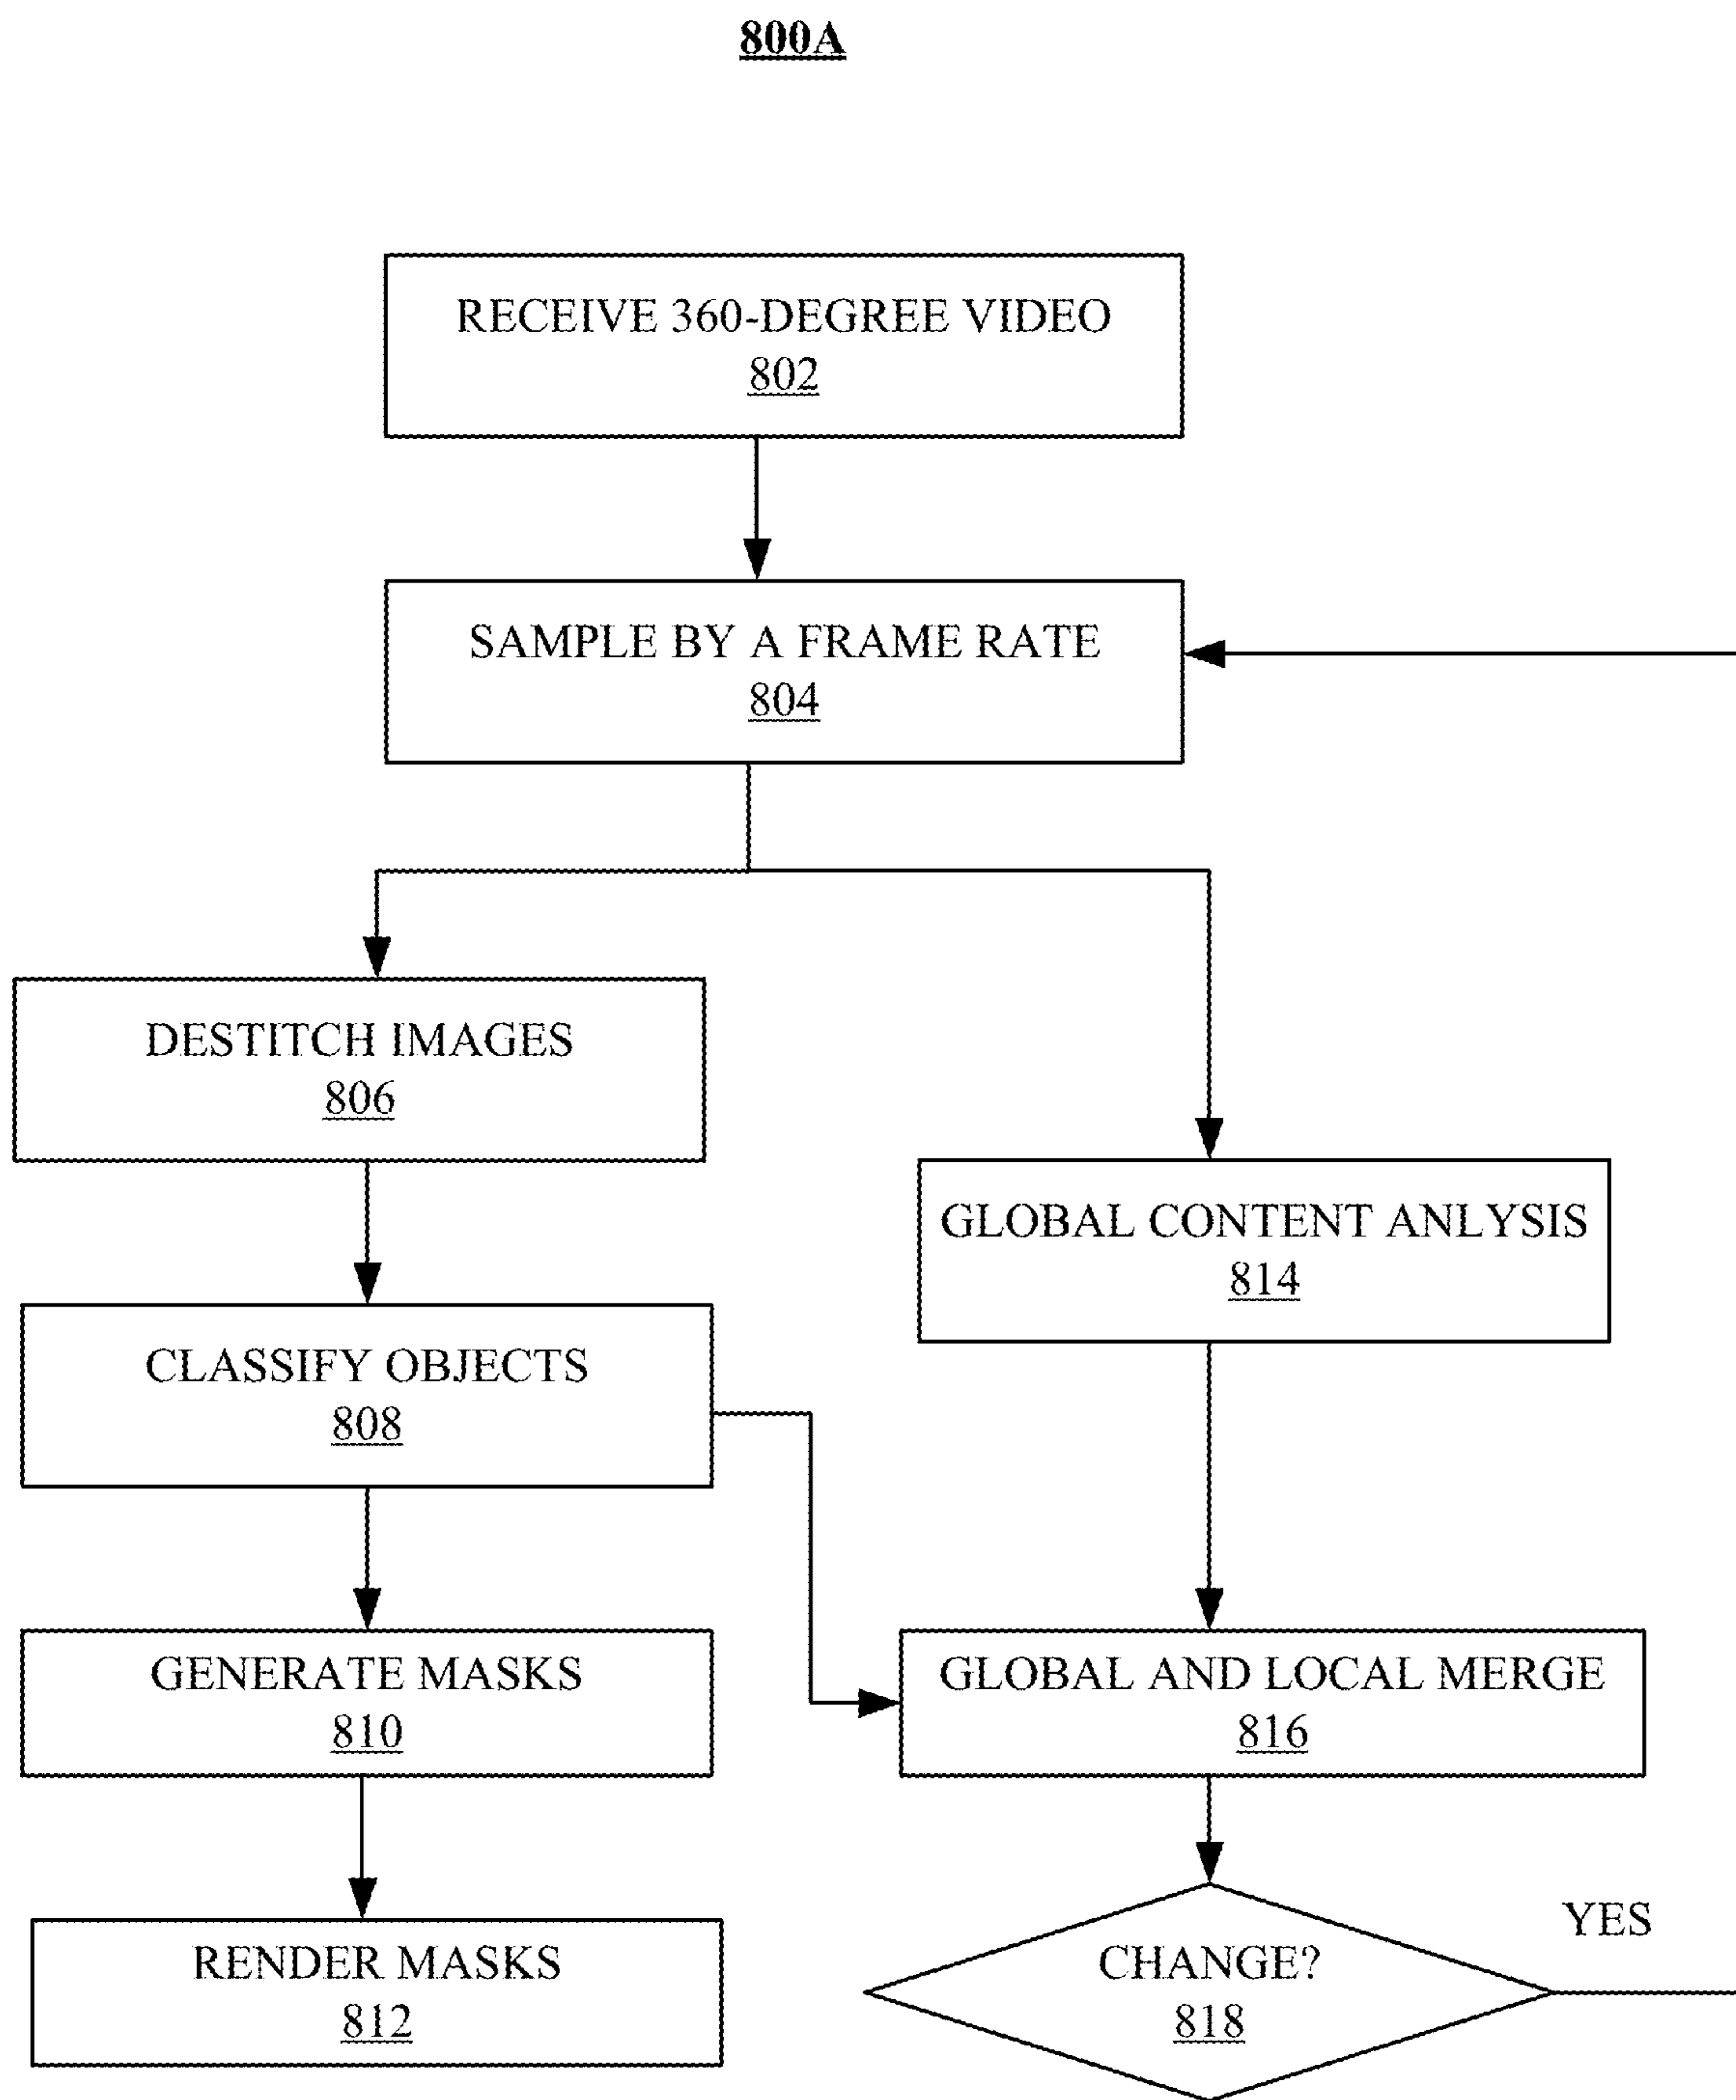 800A
RECEIVE 360-DEGREE VIDEO
802
SAMPLE BY A FRAME RATE
804
DESTITCH IMAGES
806
GLOBAL CONTENT ANLYSIS
814
CLASSIFY OBJECTS
808
GENERATE MASKS
810
GLOBAL AND LOCAL MERGE
816
RENDER MASKS
812
CHANGE?
818
YES